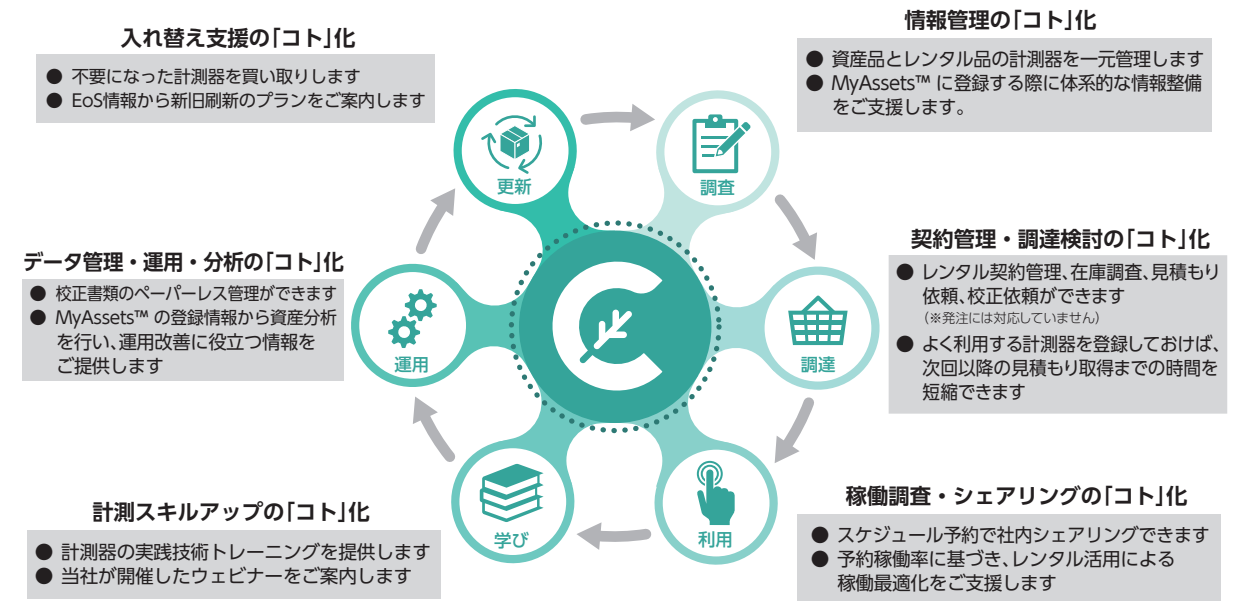 入れ替え支援の「コト」化
● 不要になった計測器を買い取りします
● EoS情報から新旧刷新のプランをご案内します
情報管理の「コト」化
● 資産品とレンタル品の計測器を一元管理します
● MyAssets™ に登録する際に体系的な情報整備
をご支援します。
更新
調査
データ管理・運用・分析の「コト」化
● 校正書類のペーパーレス管理ができます
● MyAssets™ の登録情報から資産分析
を行い、運用改善に役立つ情報を
ご提供します
運用
調達
契約管理・調達検討の「コト」化
● レンタル契約管理、在庫調査、見積もり
依頼、校正依頼ができます
(※発注には対応していません)
● よく利用する計測器を登録しておけば、
次回以降の見積もり取得までの時間を
短縮できます
計測スキルアップの「コト」化
● 計測器の実践技術トレーニングを提供します
● 当社が開催したウェビナーをご案内します
学び
利用
稼働調査・シェアリングの「コト」化
● スケジュール予約で社内シェアリングできます
● 予約稼働率に基づき、レンタル活用による
稼働最適化をご支援します